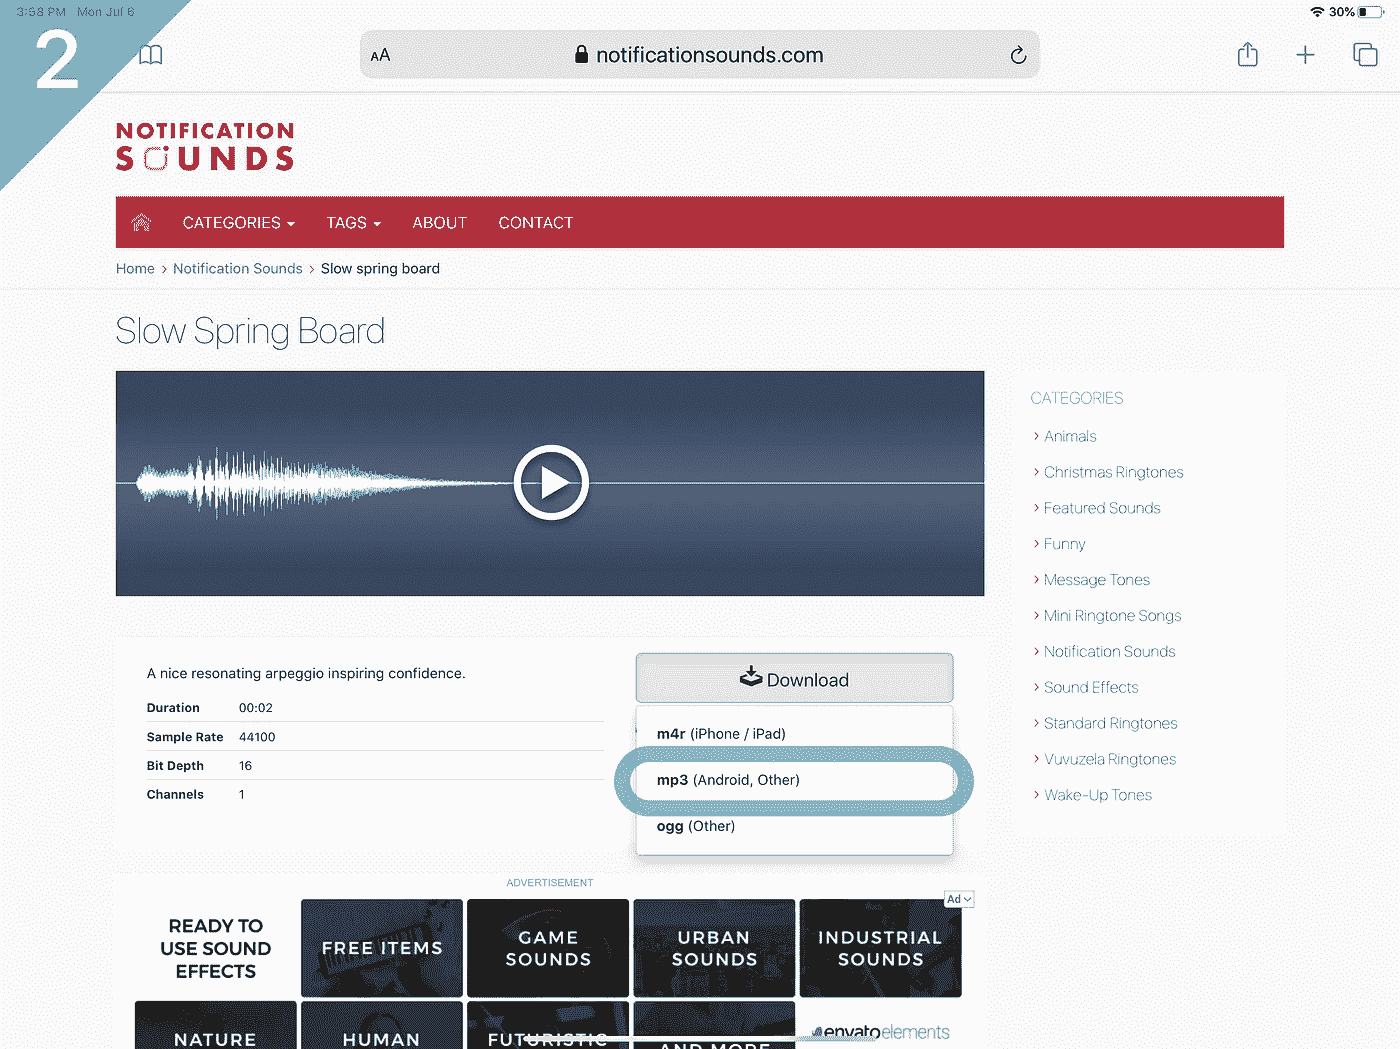 3:58 PM Mon Jul 6
30%
2
AA
notificationsounds.com
NOTIFICATION
SOUNDS
CATEGORIES
TAGS
ABOUT
CONTACT
Home › Notification Sounds › Slow spring board
Slow Spring Board
A nice resonating arpeggio inspiring confidence.
Duration 00:02
Sample Rate 44100
Bit Depth 16
Channels 1
Download
m4r (iPhone / iPad)
mp3 (Android, Other)
ogg (Other)
CATEGORIES
› Animals
› Christmas Ringtones
› Featured Sounds
› Funny
› Message Tones
› Mini Ringtone Songs
› Notification Sounds
› Sound Effects
› Standard Ringtones
› Vuvuzela Ringtones
› Wake-Up Tones
ADVERTISEMENT
Ad
READY TO
USE SOUND
EFFECTS
FREE ITEMS
GAME
SOUNDS
URBAN
SOUNDS
INDUSTRIAL
SOUNDS
NATURE
HUMAN
FUTURISTIC
AND MORE
envatoelements